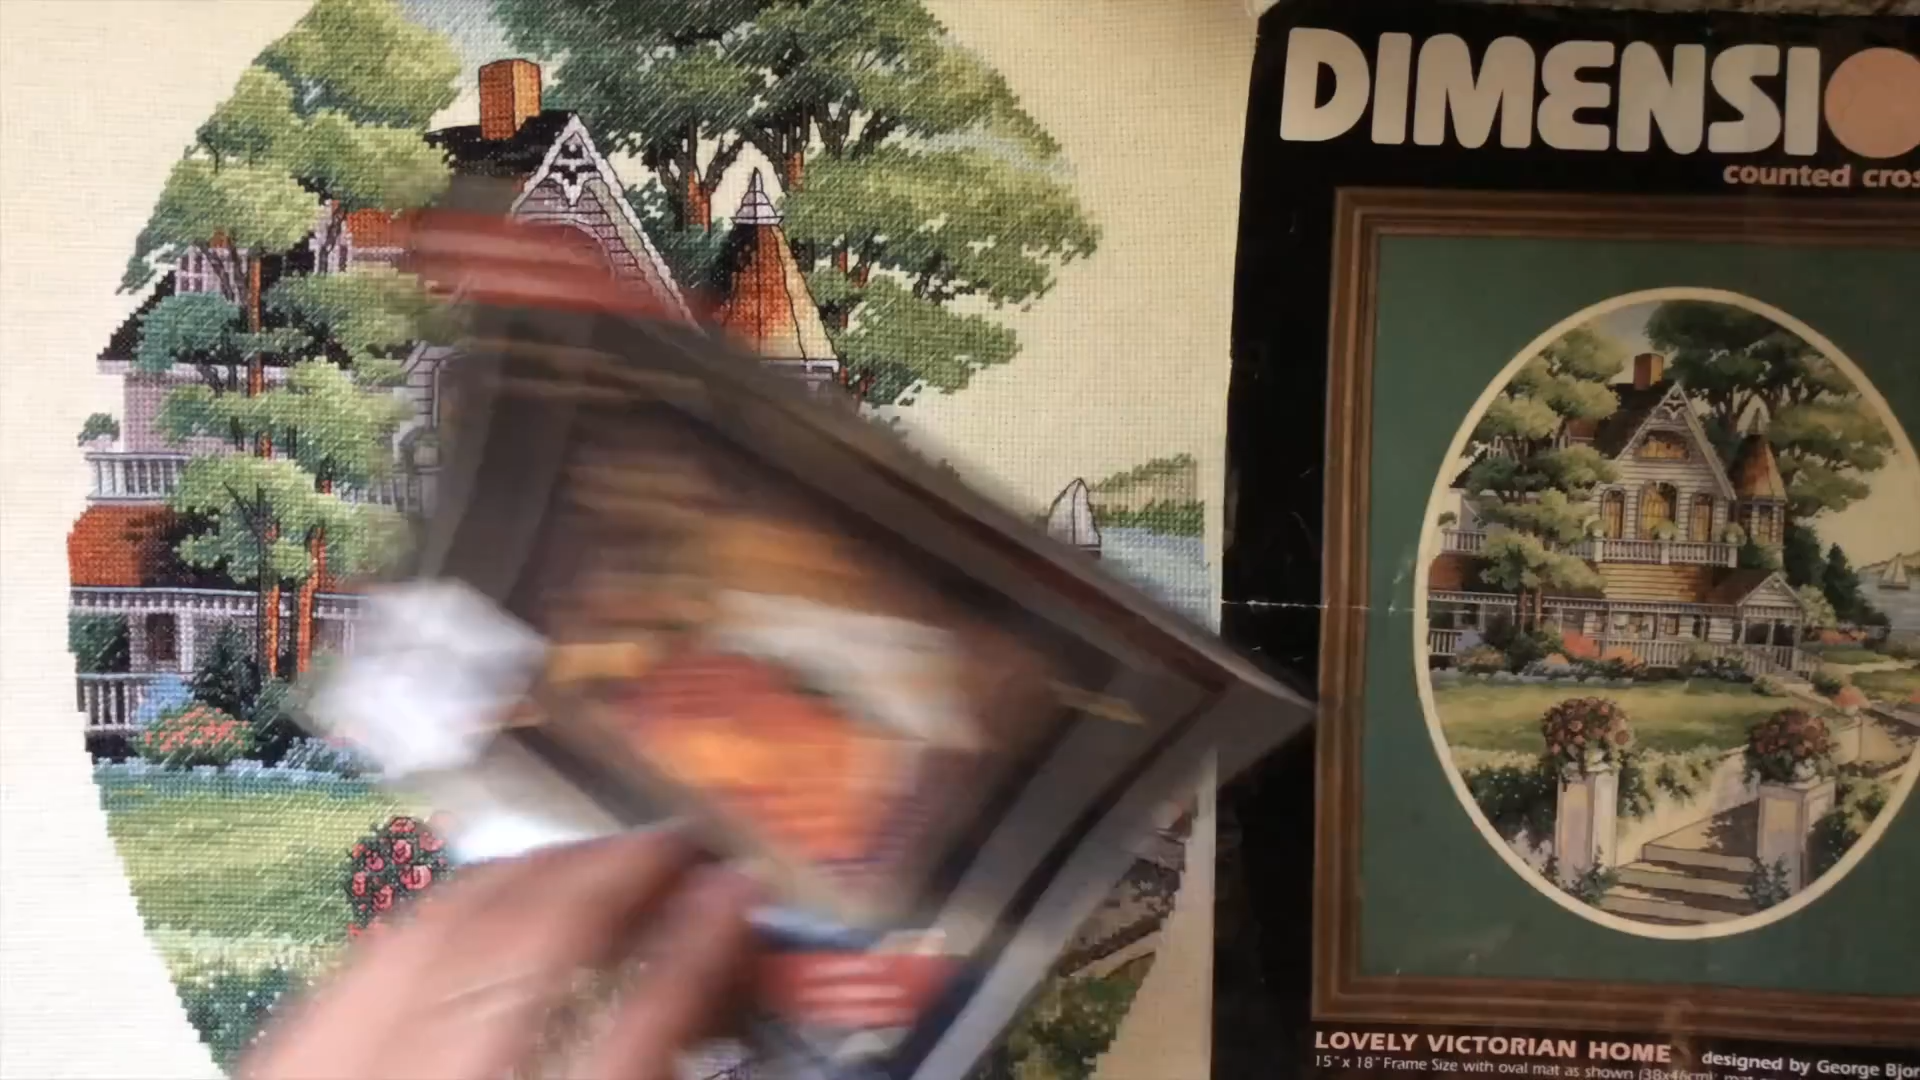 DIMENSIO
counted cros
LOVELY VICTORIAN HOME designed by George Bjor
15" x 18" Frame Size with oval mat as shown (38x46cm);